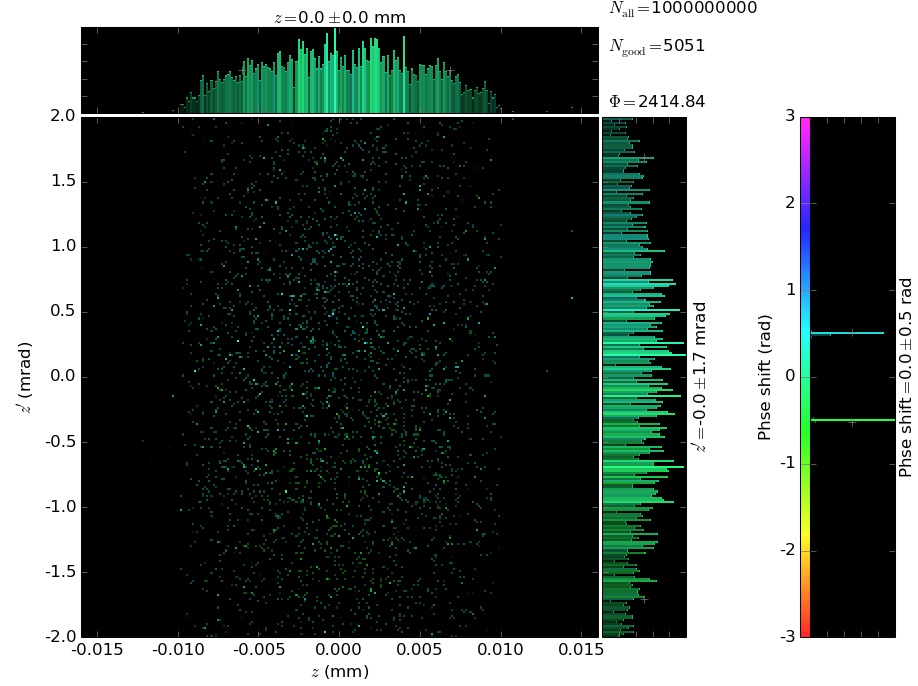 z=0.0±0.0 mm
N_all=1000000000
N_good=5051
Φ=2414.84
2.0
1.5
1.0
0.5
0.0
-0.5
-1.0
-1.5
-2.0
z′ (mrad)
-0.015
-0.010
-0.005
0.000
0.005
0.010
0.015
z (mm)
z′=-0.0±1.7 mrad
3
2
1
0
-1
-2
-3
Phse shift (rad)
Phse shift=0.0±0.5 rad